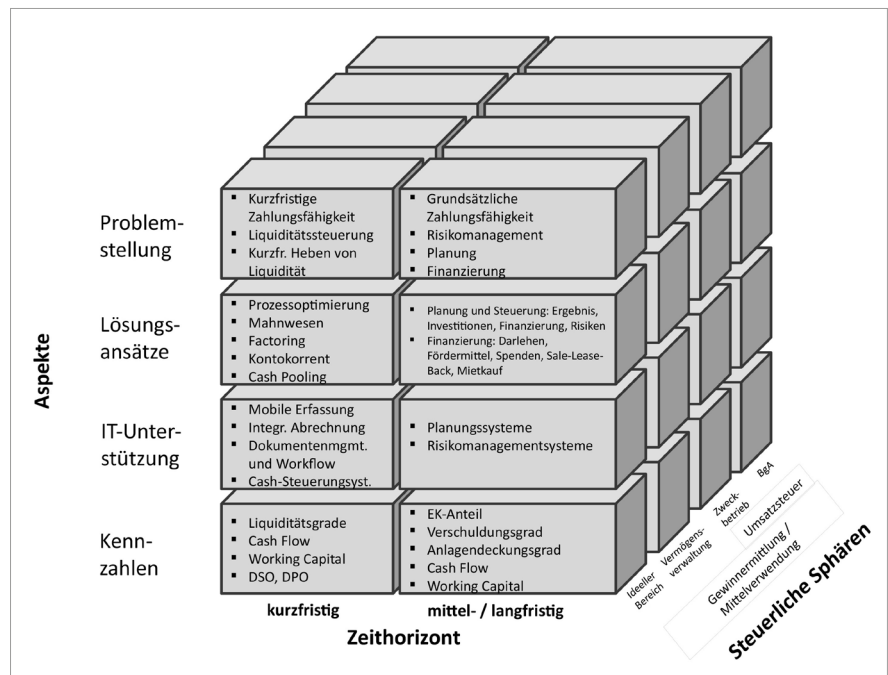 Aspekte
Problem-
stellung
▪ Kurzfristige
Zahlungsfähigkeit
▪ Liquiditätssteuerung
▪ Kurzfr. Heben von
Liquidität
▪ Grundsätzliche
Zahlungsfähigkeit
▪ Risikomanagement
▪ Planung
▪ Finanzierung
Lösungs-
ansätze
▪ Prozessoptimierung
▪ Mahnwesen
▪ Factoring
▪ Kontokorrent
▪ Cash Pooling
▪ Planung und Steuerung: Ergebnis,
Investitionen, Finanzierung, Risiken
▪ Finanzierung: Darlehen,
Fördermittel, Spenden, Sale-Lease-
Back, Mietkauf
IT-Unter-
stützung
▪ Mobile Erfassung
▪ Integr. Abrechnung
▪ Dokumentenmgmt.
und Workflow
▪ Cash-Steuerungsyst.
▪ Planungssysteme
▪ Risikomanagementsysteme
Kenn-
zahlen
▪ Liquiditätsgrade
▪ Cash Flow
▪ Working Capital
▪ DSO, DPO
▪ EK-Anteil
▪ Verschuldungsgrad
▪ Anlagendeckungsgrad
▪ Cash Flow
▪ Working Capital
kurzfristig
mittel- / langfristig
Zeithorizont
Ideeller
Bereich
Vermögens-
verwaltung
Zweck-
betrieb
BgA
Umsatzsteuer
Gewinnermittlung /
Mittelverwendung
Steuerliche Sphären